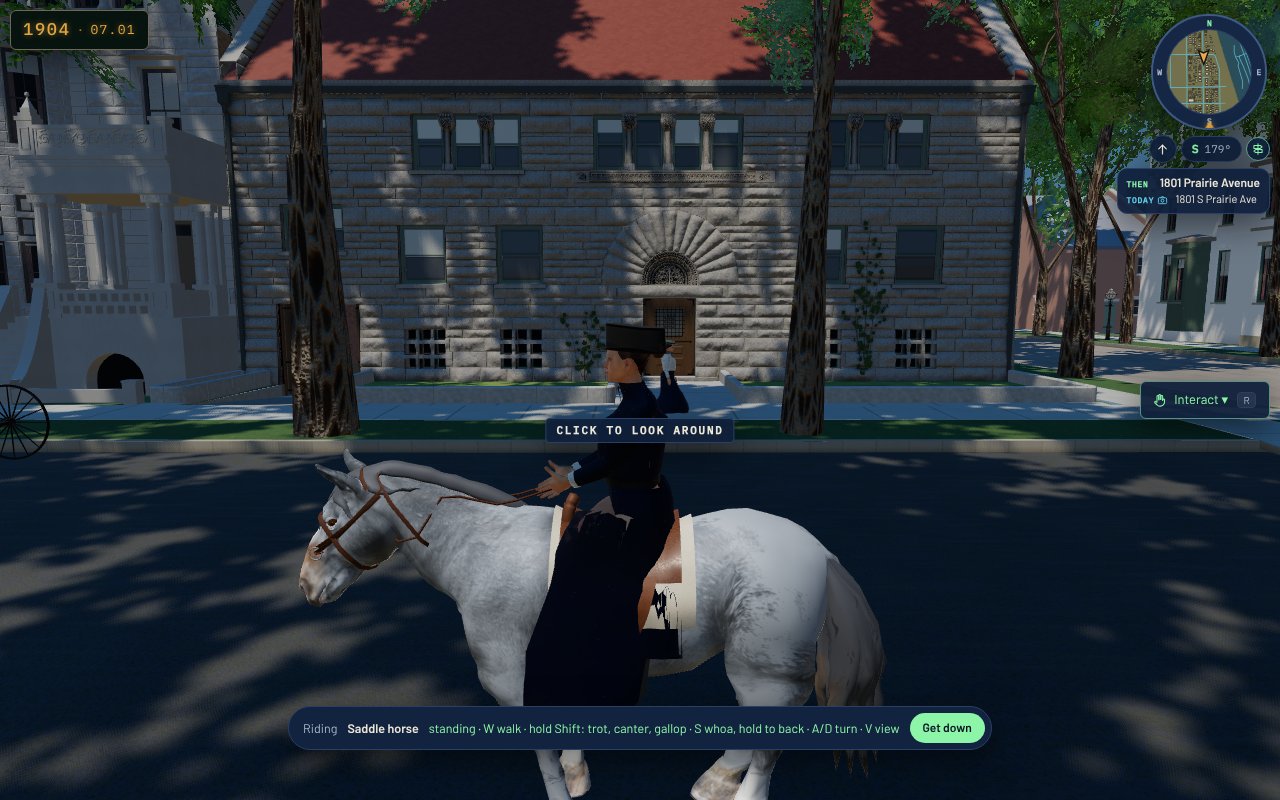 1904 · 07.01
N
W
E
S
S 179°
THEN 1801 Prairie Avenue
TODAY 1801 S Prairie Ave
Interact ▾ R
CLICK TO LOOK AROUND
Riding Saddle horse standing · W walk · hold Shift: trot, canter, gallop · S whoa, hold to back · A/D turn · V view Get down